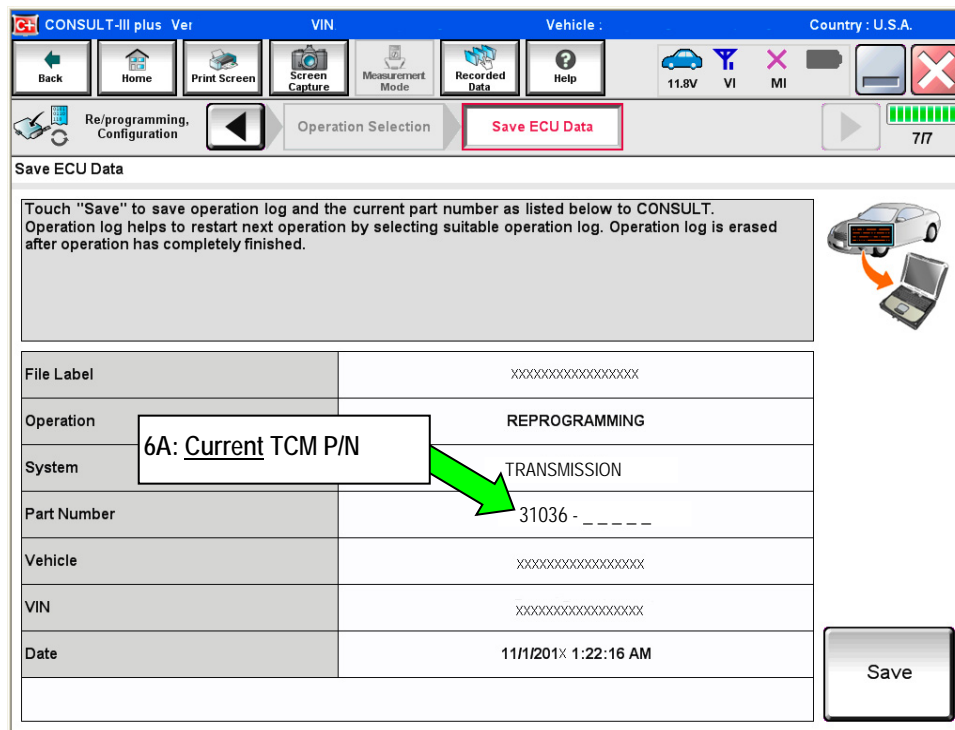 C+ CONSULT-III plus Ver VIN Vehicle : Country : U.S.A.
Back Home Print Screen Screen Capture Measurement Mode Recorded Data Help 11.8V VI MI
Re/programming,
Configuration
Operation Selection Save ECU Data 7/7
Save ECU Data
Touch "Save" to save operation log and the current part number as listed below to CONSULT.
Operation log helps to restart next operation by selecting suitable operation log. Operation log is erased
after operation has completely finished.
File Label XXXXXXXXXXXXXXXXX
Operation REPROGRAMMING
6A: Current TCM P/N
System TRANSMISSION
Part Number 31036 - _ _ _ _ _
Vehicle XXXXXXXXXXXXXXXXX
VIN XXXXXXXXXXXXXXXXX
Date 11/1/201X 1:22:16 AM
Save